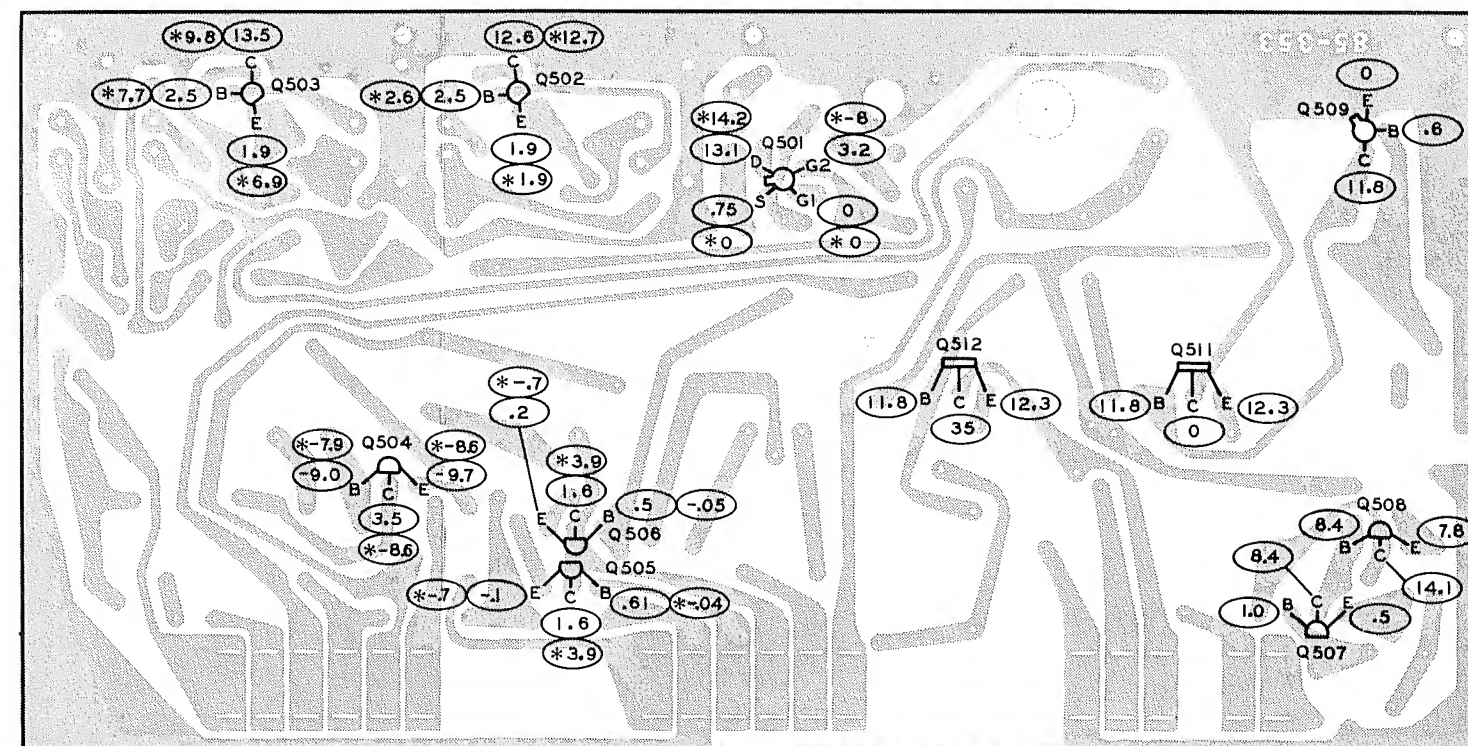 *9.8 13.5
C
*7.7 2.5 B Q503
E
1.9
*6.9
12.6 *12.7
C
*2.6 2.5 B Q502
E
1.9
*1.9
*14.2 *-8
13.1 Q501 3.2
D G2
S G1
.75 0
*0 *0
85-353
0
E
Q509
B .6
C
11.8
Q512
11.8 B C E 12.3
35
Q511
11.8 B C E 12.3
0
*-7.9 Q504 *-8.6
-9.0 -9.7
B C E
3.5
*-8.6
*-.7
.2
*3.9
1.6
E C B .5 -.05
Q506
Q505
*-.7 -.1 E C B .61 *-.04
1.6
*3.9
Q508
8.4 B C E 7.8
8.4
14.1
1.0 B C E .5
Q507